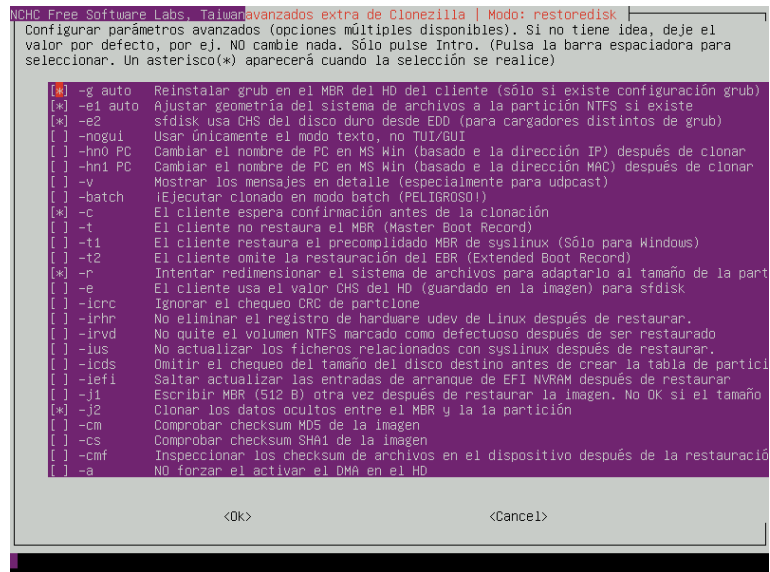 NCHC Free Software Labs, Taiwanavanzados extra de Clonezilla | Modo: restoredisk
Configurar parámetros avanzados (opciones múltiples disponibles). Si no tiene idea, deje el
valor por defecto, por ej. NO cambie nada. Sólo pulse Intro. (Pulsa la barra espaciadora para
seleccionar. Un asterisco(*) aparecerá cuando la selección se realice)
[*] -g auto Reinstalar grub en el MBR del HD del cliente (sólo si existe configuración grub)
[*] -e1 auto Ajustar geometría del sistema de archivos a la partición NTFS si existe
[*] -e2 sfdisk usa CHS del disco duro desde EDD (para cargadores distintos de grub)
[ ] -nogui Usar únicamente el modo texto, no TUI/GUI
[ ] -hn0 PC Cambiar el nombre de PC en MS Win (basado e la dirección IP) después de clonar
[ ] -hn1 PC Cambiar el nombre de PC en MS Win (basado e la dirección MAC) después de clonar
[ ] -v Mostrar los mensajes en detalle (especialmente para udpcast)
[ ] -batch ¡Ejecutar clonado en modo batch (PELIGROSO!)
[*] -c El cliente espera confirmación antes de la clonación
[ ] -t El cliente no restaura el MBR (Master Boot Record)
[ ] -t1 El cliente restaura el precomplidado MBR de syslinux (Sólo para Windows)
[ ] -t2 El cliente omite la restauración del EBR (Extended Boot Record)
[*] -r Intentar redimensionar el sistema de archivos para adaptarlo al tamaño de la part
[ ] -e El cliente usa el valor CHS del HD (guardado en la imagen) para sfdisk
[ ] -icrc Ignorar el chequeo CRC de partclone
[ ] -irhr No eliminar el registro de hardware udev de Linux después de restaurar.
[ ] -irvd No quite el volumen NTFS marcado como defectuoso después de ser restaurado
[ ] -ius No actualizar los ficheros relacionados con syslinux después de restaurar.
[ ] -icds Omitir el chequeo del tamaño del disco destino antes de crear la tabla de partici
[ ] -iefi Saltar actualizar las entradas de arranque de EFI NVRAM después de restaurar
[ ] -j1 Escribir MBR (512 B) otra vez después de restaurar la imagen. No OK si el tamaño
[*] -j2 Clonar los datos ocultos entre el MBR y la 1a partición
[ ] -cm Comprobar checksum MD5 de la imagen
[ ] -cs Comprobar checksum SHA1 de la imagen
[ ] -cmf Inspeccionar los checksum de archivos en el dispositivo después de la restauració
[ ] -a NO forzar el activar el DMA en el HD
<Ok> <Cancel>